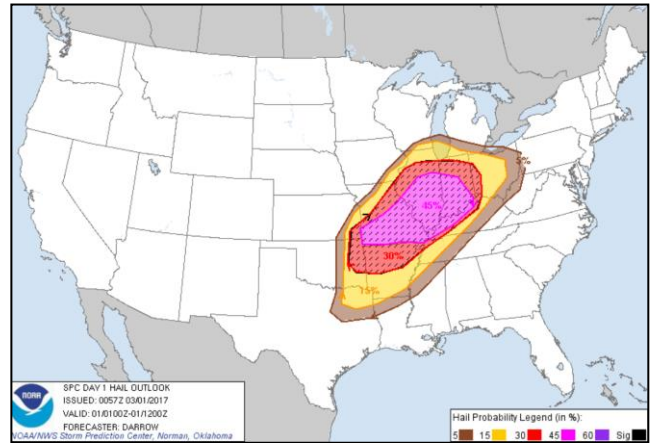 5%
45%
30%
15%
NOAA
SPC DAY 1 HAIL OUTLOOK
ISSUED: 0057Z 03/01/2017
VALID: 01/0100Z-01/1200Z
FORECASTER: DARROW
NOAA/NWS Storm Prediction Center, Norman, Oklahoma
Hail Probability Legend (in %):
5 15 30 45 60 Sig